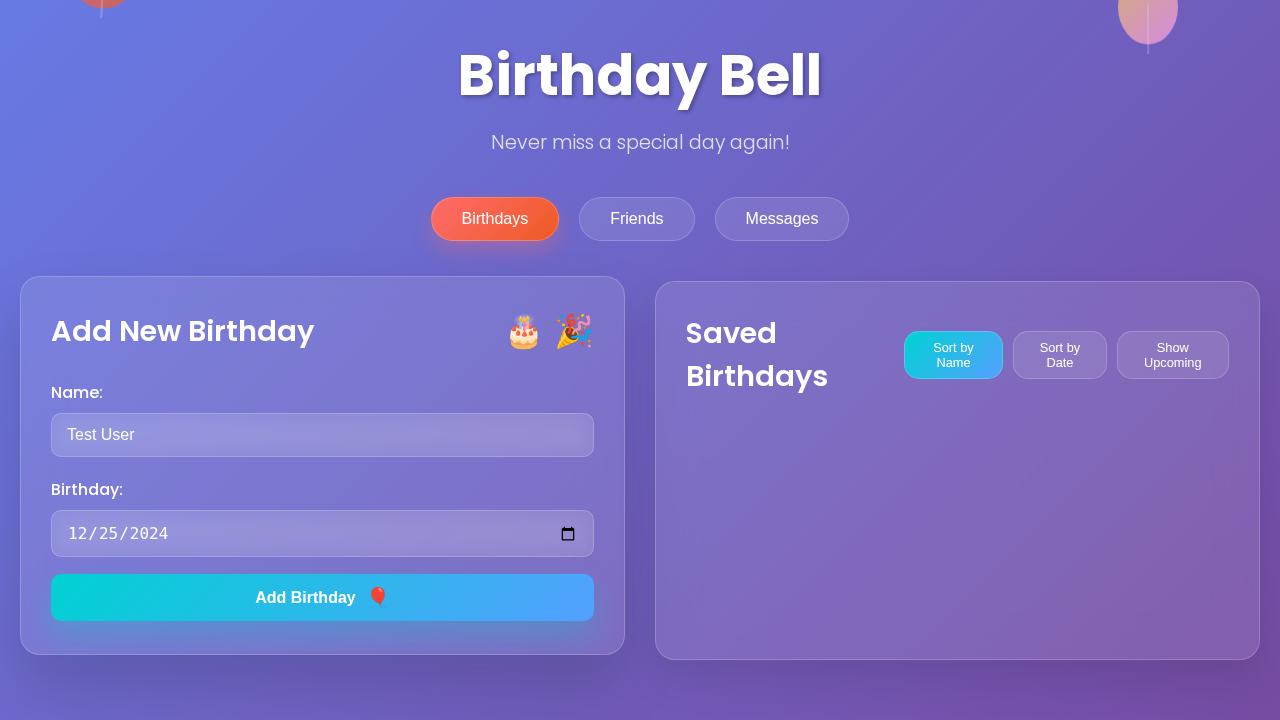 Birthday Bell
Never miss a special day again!
Birthdays
Friends
Messages
Add New Birthday 🎂 🎉
Name:
Test User
Birthday:
12/25/2024
Add Birthday 🎈
Saved
Birthdays
Sort by
Name
Sort by
Date
Show
Upcoming